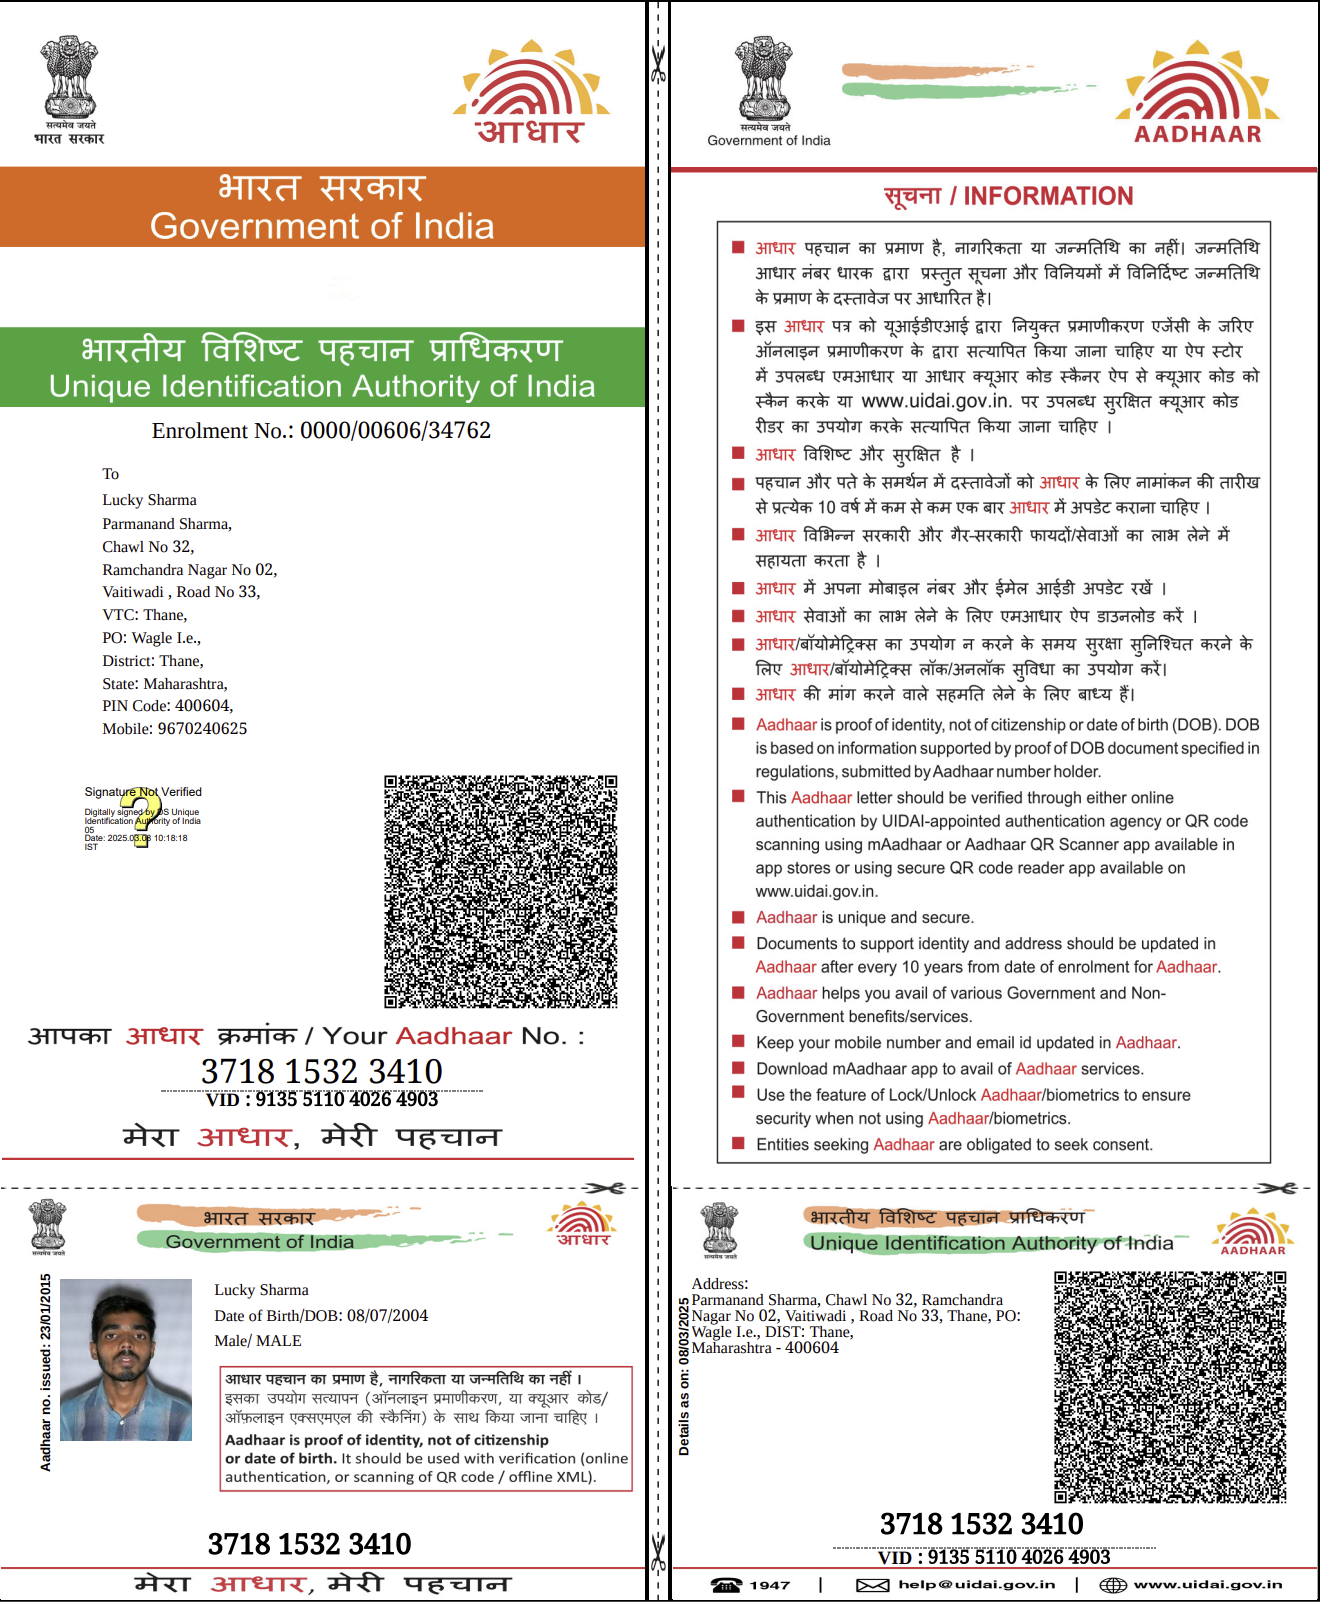 सत्यमेव जयते
भारत सरकार
आधार
भारत सरकार
Government of India
भारतीय विशिष्ट पहचान प्राधिकरण
Unique Identification Authority of India
Enrolment No.: 0000/00606/34762
To
Lucky Sharma
Parmanand Sharma,
Chawl No 32,
Ramchandra Nagar No 02,
Vaitiwadi , Road No 33,
VTC: Thane,
PO: Wagle I.e.,
District: Thane,
State: Maharashtra,
PIN Code: 400604,
Mobile: 9670240625
Signature Not Verified
Digitally signed by DS Unique
Identification Authority of India
05
Date: 2025.03.08 10:18:18
IST
आपका आधार क्रमांक / Your Aadhaar No. :
3718 1532 3410
VID : 9135 5110 4026 4903
मेरा आधार, मेरी पहचान
सत्यमेव जयते
भारत सरकार
Government of India
आधार
Aadhaar no. issued: 23/01/2015
Lucky Sharma
Date of Birth/DOB: 08/07/2004
Male/ MALE
आधार पहचान का प्रमाण है, नागरिकता या जन्मतिथि का नहीं ।
इसका उपयोग सत्यापन (ऑनलाइन प्रमाणीकरण, या क्यूआर कोड/
ऑफ़लाइन एक्सएमएल की स्कैनिंग) के साथ किया जाना चाहिए ।
Aadhaar is proof of identity, not of citizenship
or date of birth. It should be used with verification (online
authentication, or scanning of QR code / offline XML).
3718 1532 3410
मेरा आधार, मेरी पहचान
सत्यमेव जयते
Government of India
AADHAAR
सूचना / INFORMATION
आधार पहचान का प्रमाण है, नागरिकता या जन्मतिथि का नहीं। जन्मतिथि
आधार नंबर धारक द्वारा प्रस्तुत सूचना और विनियमों में विनिर्दिष्ट जन्मतिथि
के प्रमाण के दस्तावेज पर आधारित है।
इस आधार पत्र को यूआईडीएआई द्वारा नियुक्त प्रमाणीकरण एजेंसी के जरिए
ऑनलाइन प्रमाणीकरण के द्वारा सत्यापित किया जाना चाहिए या ऐप स्टोर
में उपलब्ध एमआधार या आधार क्यूआर कोड स्कैनर ऐप से क्यूआर कोड को
स्कैन करके या www.uidai.gov.in. पर उपलब्ध सुरक्षित क्यूआर कोड
रीडर का उपयोग करके सत्यापित किया जाना चाहिए ।
आधार विशिष्ट और सुरक्षित है ।
पहचान और पते के समर्थन में दस्तावेजों को आधार के लिए नामांकन की तारीख
से प्रत्येक 10 वर्ष में कम से कम एक बार आधार में अपडेट कराना चाहिए ।
आधार विभिन्न सरकारी और गैर-सरकारी फायदों/सेवाओं का लाभ लेने में
सहायता करता है ।
आधार में अपना मोबाइल नंबर और ईमेल आईडी अपडेट रखें ।
आधार सेवाओं का लाभ लेने के लिए एमआधार ऐप डाउनलोड करें ।
आधार/बॉयोमेट्रिक्स का उपयोग न करने के समय सुरक्षा सुनिश्चित करने के
लिए आधार/बॉयोमेट्रिक्स लॉक/अनलॉक सुविधा का उपयोग करें।
आधार की मांग करने वाले सहमति लेने के लिए बाध्य हैं।
Aadhaar is proof of identity, not of citizenship or date of birth (DOB). DOB
is based on information supported by proof of DOB document specified in
regulations, submitted by Aadhaar number holder.
This Aadhaar letter should be verified through either online
authentication by UIDAI-appointed authentication agency or QR code
scanning using mAadhaar or Aadhaar QR Scanner app available in
app stores or using secure QR code reader app available on
www.uidai.gov.in.
Aadhaar is unique and secure.
Documents to support identity and address should be updated in
Aadhaar after every 10 years from date of enrolment for Aadhaar.
Aadhaar helps you avail of various Government and Non-
Government benefits/services.
Keep your mobile number and email id updated in Aadhaar.
Download mAadhaar app to avail of Aadhaar services.
Use the feature of Lock/Unlock Aadhaar/biometrics to ensure
security when not using Aadhaar/biometrics.
Entities seeking Aadhaar are obligated to seek consent.
सत्यमेव जयते
भारतीय विशिष्ट पहचान प्राधिकरण
Unique Identification Authority of India
AADHAAR
Details as on: 08/03/2025
Address:
Parmanand Sharma, Chawl No 32, Ramchandra
Nagar No 02, Vaitiwadi , Road No 33, Thane, PO:
Wagle I.e., DIST: Thane,
Maharashtra - 400604
3718 1532 3410
VID : 9135 5110 4026 4903
1947 | help@uidai.gov.in | www.uidai.gov.in